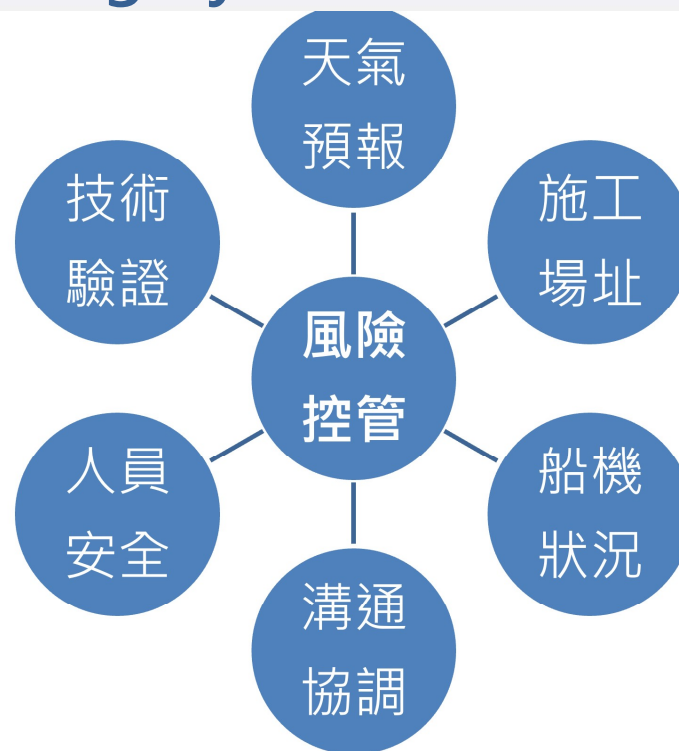 天氣
預報
施工
場址
船機
狀況
溝通
協調
人員
安全
技術
驗證
風險
控管